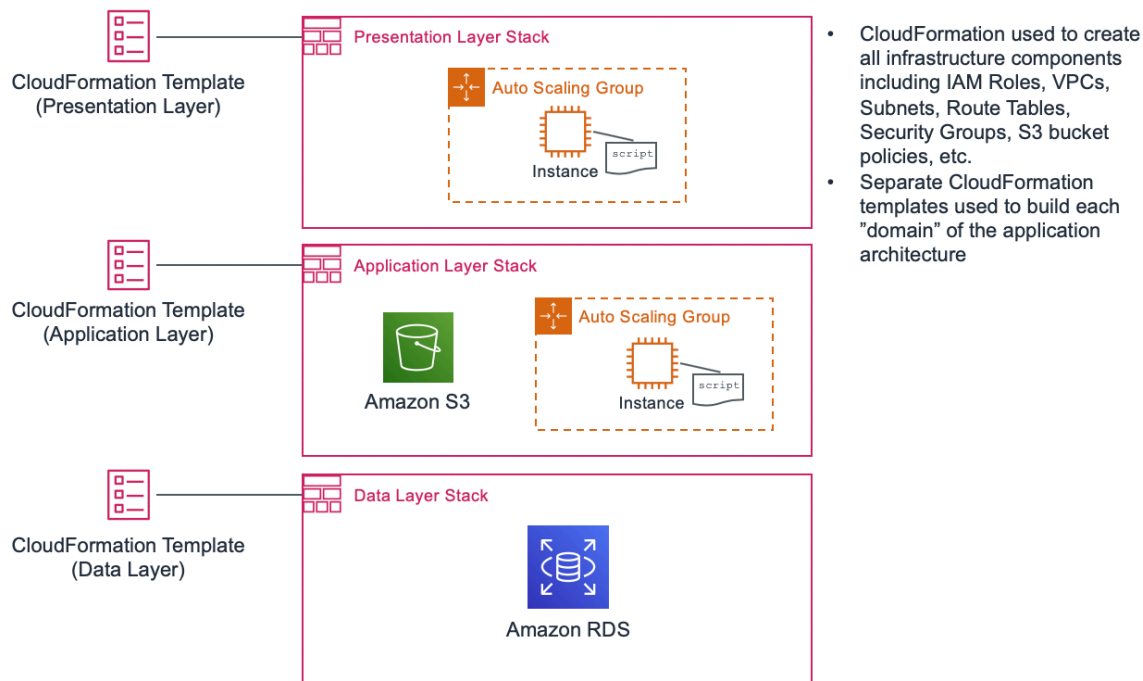 CloudFormation Template
(Presentation Layer)
Presentation Layer Stack
Auto Scaling Group
script
Instance
• CloudFormation used to create
all infrastructure components
including IAM Roles, VPCs,
Subnets, Route Tables,
Security Groups, S3 bucket
policies, etc.
• Separate CloudFormation
templates used to build each
”domain” of the application
architecture
CloudFormation Template
(Application Layer)
Application Layer Stack
Amazon S3
Auto Scaling Group
script
Instance
CloudFormation Template
(Data Layer)
Data Layer Stack
Amazon RDS